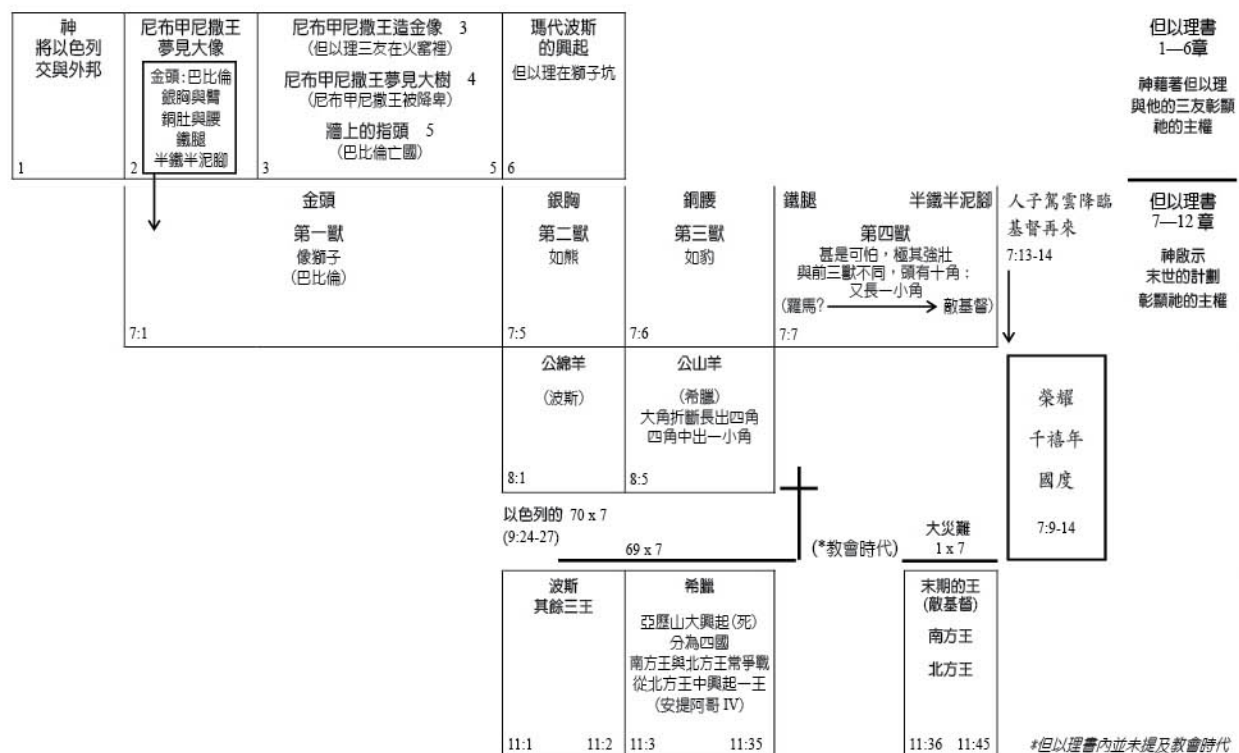 神
將以色列
交與外邦
1
尼布甲尼撒王
夢見大像
金頭:巴比倫
銀胸與臂
銅肚與腰
鐵腿
半鐵半泥腳
2
尼布甲尼撒王造金像 3
(但以理三友在火窰裡)
尼布甲尼撒王夢見大樹 4
(尼布甲尼撒王被降卑)
牆上的指頭 5
(巴比倫亡國)
3 5
瑪代波斯
的興起
但以理在獅子坑
6
但以理書
1—6章
神藉著但以理
與他的三友彰顯
祂的主權
金頭
第一獸
像獅子
(巴比倫)
7:1
銀胸
第二獸
如熊
7:5
銅腰
第三獸
如豹
7:6
鐵腿 半鐵半泥腳
第四獸
甚是可怕,極其強壯
與前三獸不同,頭有十角;
又長一小角
(羅馬? 敵基督)
7:7
人子駕雲降臨
基督再來
7:13-14
但以理書
7—12章
神啟示
末世的計劃
彰顯祂的主權
公綿羊
(波斯)
8:1
公山羊
(希臘)
大角折斷長出四角
四角中出一小角
8:5
榮耀
千禧年
國度
7:9-14
以色列的 70 x 7
(9:24-27)
69 x 7
(*教會時代)
大災難
1 x 7
波斯
其餘三王
11:1 11:2
希臘
亞歷山大興起(死)
分為四國
南方王與北方王常爭戰
從北方王中興起一王
(安提阿哥 IV)
11:3 11:35
末期的王
(敵基督)
南方王
北方王
11:36 11:45
*但以理書內並未提及教會時代